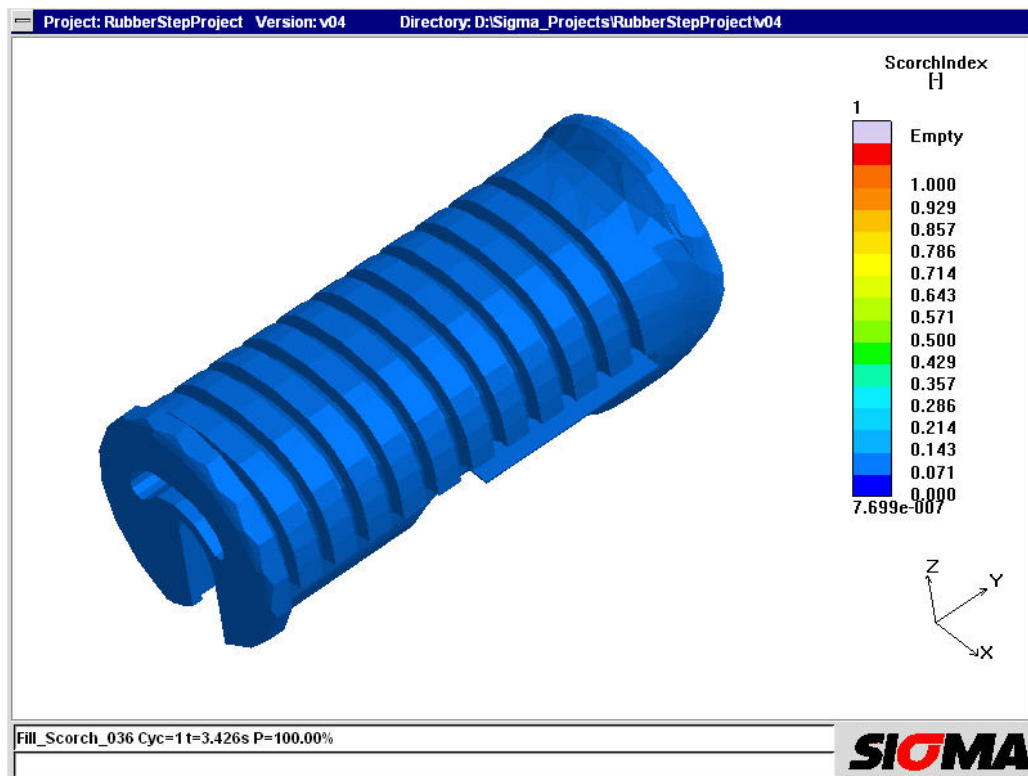 Project: RubberStepProject Version: v04 Directory: D:\Sigma_Projects\RubberStepProject\v04
ScorchIndex
[-]
1
Empty
1.000
0.929
0.857
0.786
0.714
0.643
0.571
0.500
0.429
0.357
0.286
0.214
0.143
0.071
0.000
7.699e-007
Z
Y
X
Fill_Scorch_036 Cyc=1 t=3.426s P=100.00%
SIGMA